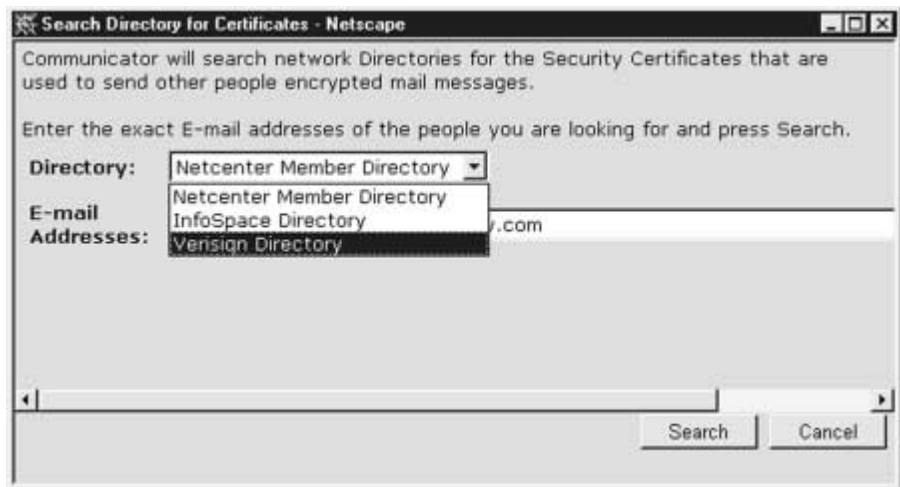 Search Directory for Certificates - Netscape
Communicator will search network Directories for the Security Certificates that are
used to send other people encrypted mail messages.
Enter the exact E-mail addresses of the people you are looking for and press Search.
Directory: Netcenter Member Directory
Netcenter Member Directory
InfoSpace Directory
Verisign Directory
E-mail
Addresses:
.com
Search Cancel